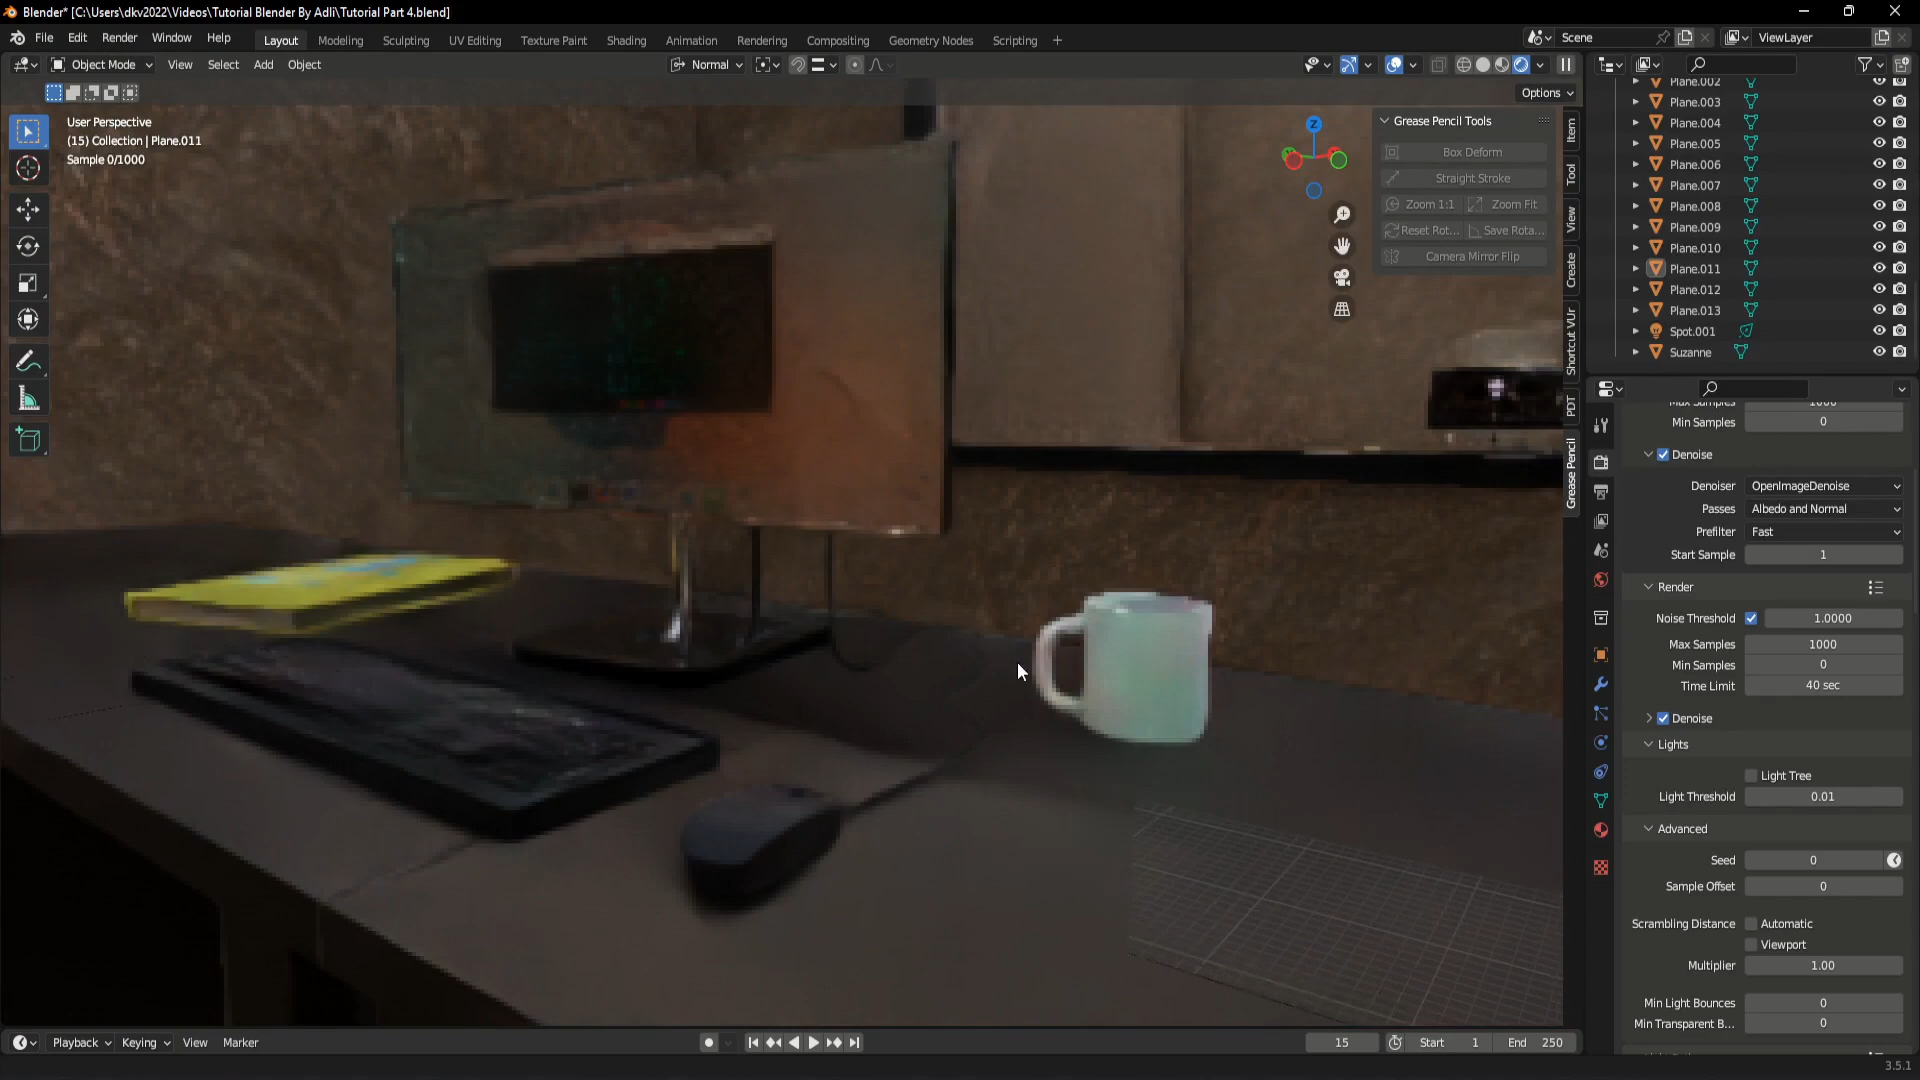 Blender* [C:\Users\dkv2022\Videos\Tutorial Blender By Adli\Tutorial Part 4.blend]
File Edit Render Window Help Layout Modeling Sculpting UV Editing Texture Paint Shading Animation Rendering Compositing Geometry Nodes Scripting + Scene ViewLayer
Object Mode View Select Add Object Normal
Options
User Perspective
(15) Collection | Plane.011
Sample 0/1000
Z
Grease Pencil Tools
Box Deform
Straight Stroke
Zoom 1:1 Zoom Fit
Reset Rot... Save Rota...
Camera Mirror Flip
Item
Tool
View
Create
Shortcut VUr
PDT
Grease Pencil
Plane.002
Plane.003
Plane.004
Plane.005
Plane.006
Plane.007
Plane.008
Plane.009
Plane.010
Plane.011
Plane.012
Plane.013
Spot.001
Suzanne
Max Samples 1000
Min Samples 0
Denoise
Denoiser OpenImageDenoise
Passes Albedo and Normal
Prefilter Fast
Start Sample 1
Render
Noise Threshold 1.0000
Max Samples 1000
Min Samples 0
Time Limit 40 sec
Denoise
Lights
Light Tree
Light Threshold 0.01
Advanced
Seed 0
Sample Offset 0
Scrambling Distance Automatic
Viewport
Multiplier 1.00
Min Light Bounces 0
Min Transparent B... 0
Playback Keying View Marker 15 Start 1 End 250
3.5.1